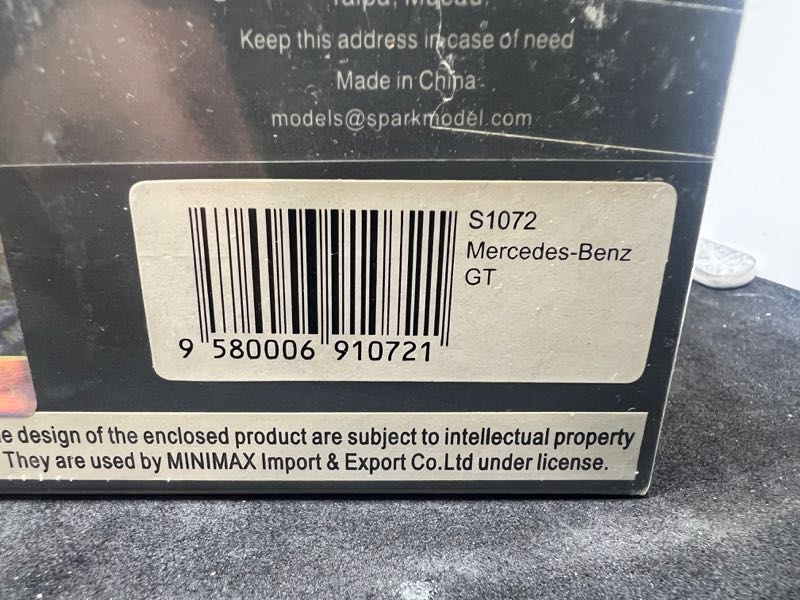 Taipa, Macau.
Keep this address in case of need
Made in China
models@sparkmodel.com
S1072
Mercedes-Benz
GT
9 580006 910721
e design of the enclosed product are subject to intellectual property
They are used by MINIMAX Import & Export Co.Ltd under license.